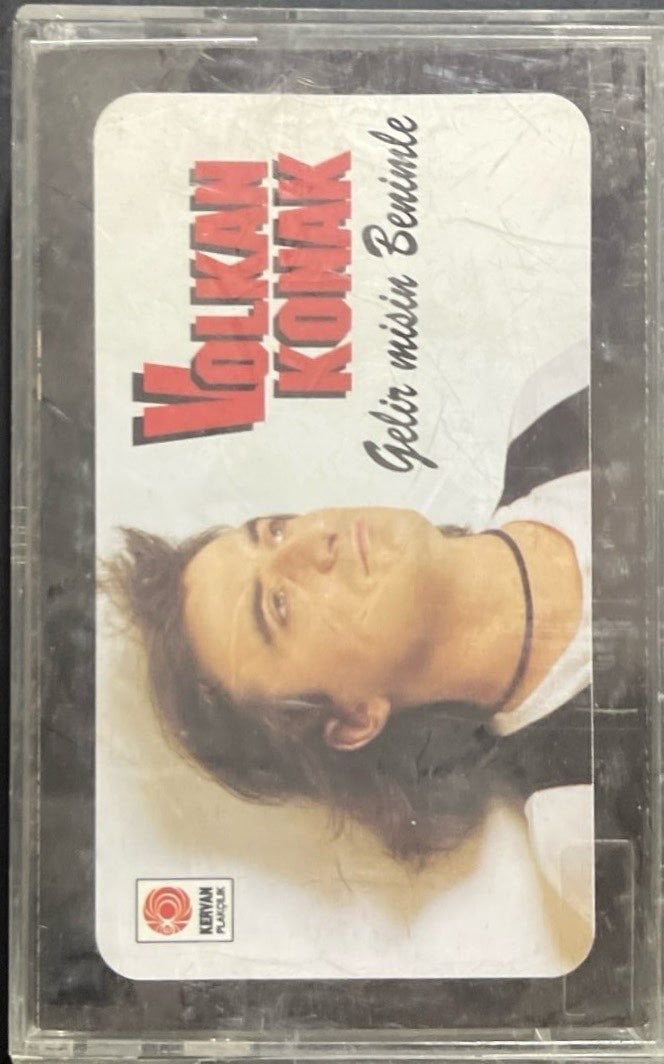 VOLKAN
KONAK
Gelir misin Benimle
KERVAN
PLAKÇILIK